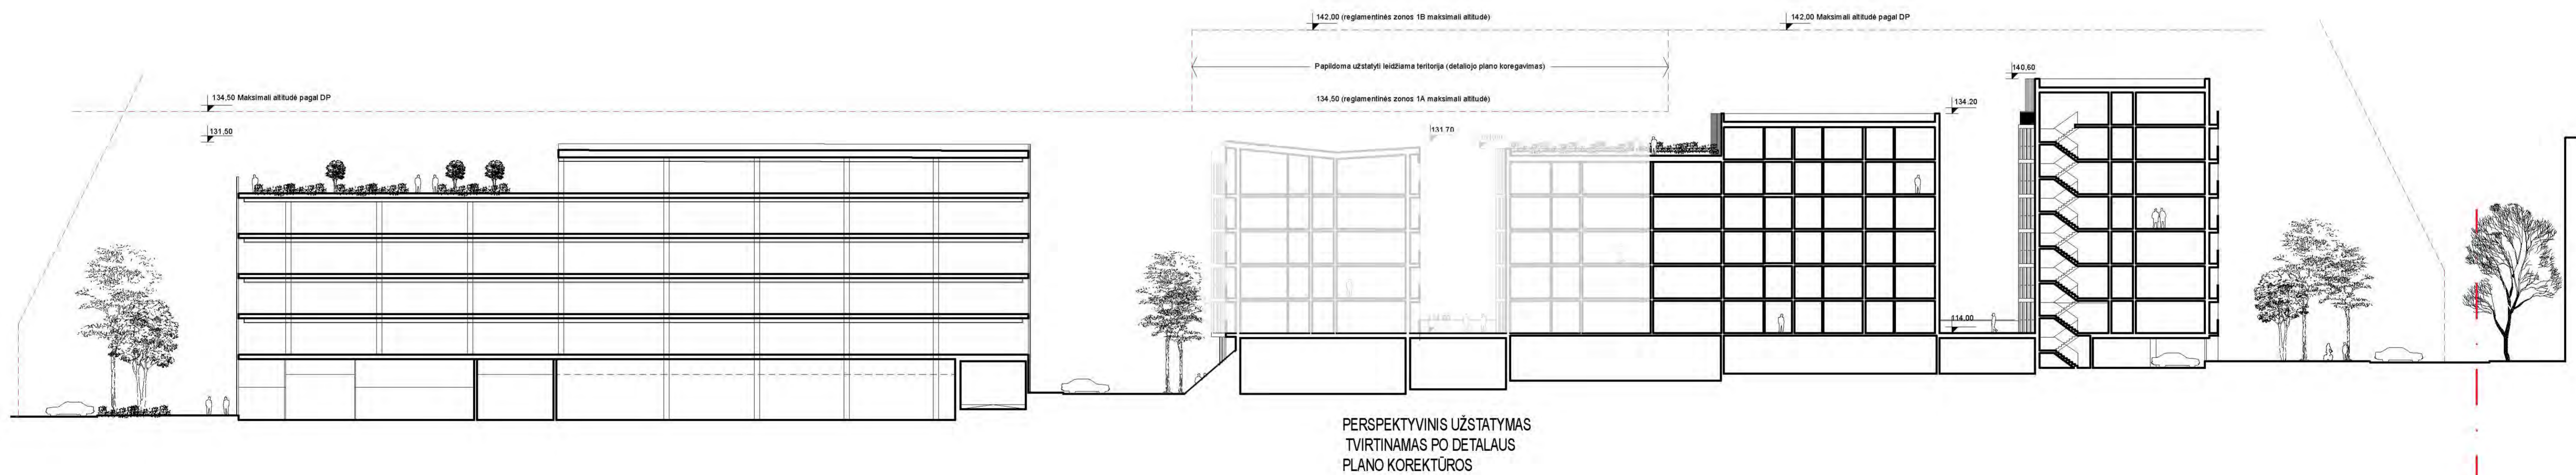 142,00 (reglamentinės zonos 1B maksimali altitudė)
142,00 Maksimali altitudė pagal DP
Papildoma užstatyti leidžiama teritorija (detaliojo plano koregavimas)
140,60
134,50 Maksimali altitudė pagal DP
134,50 (reglamentinės zonos 1A maksimali altitudė)
134.20
131,50
131.70
114,00
PERSPEKTYVINIS UŽSTATYMAS
TVIRTINAMAS PO DETALAUS
PLANO KOREKTŪROS